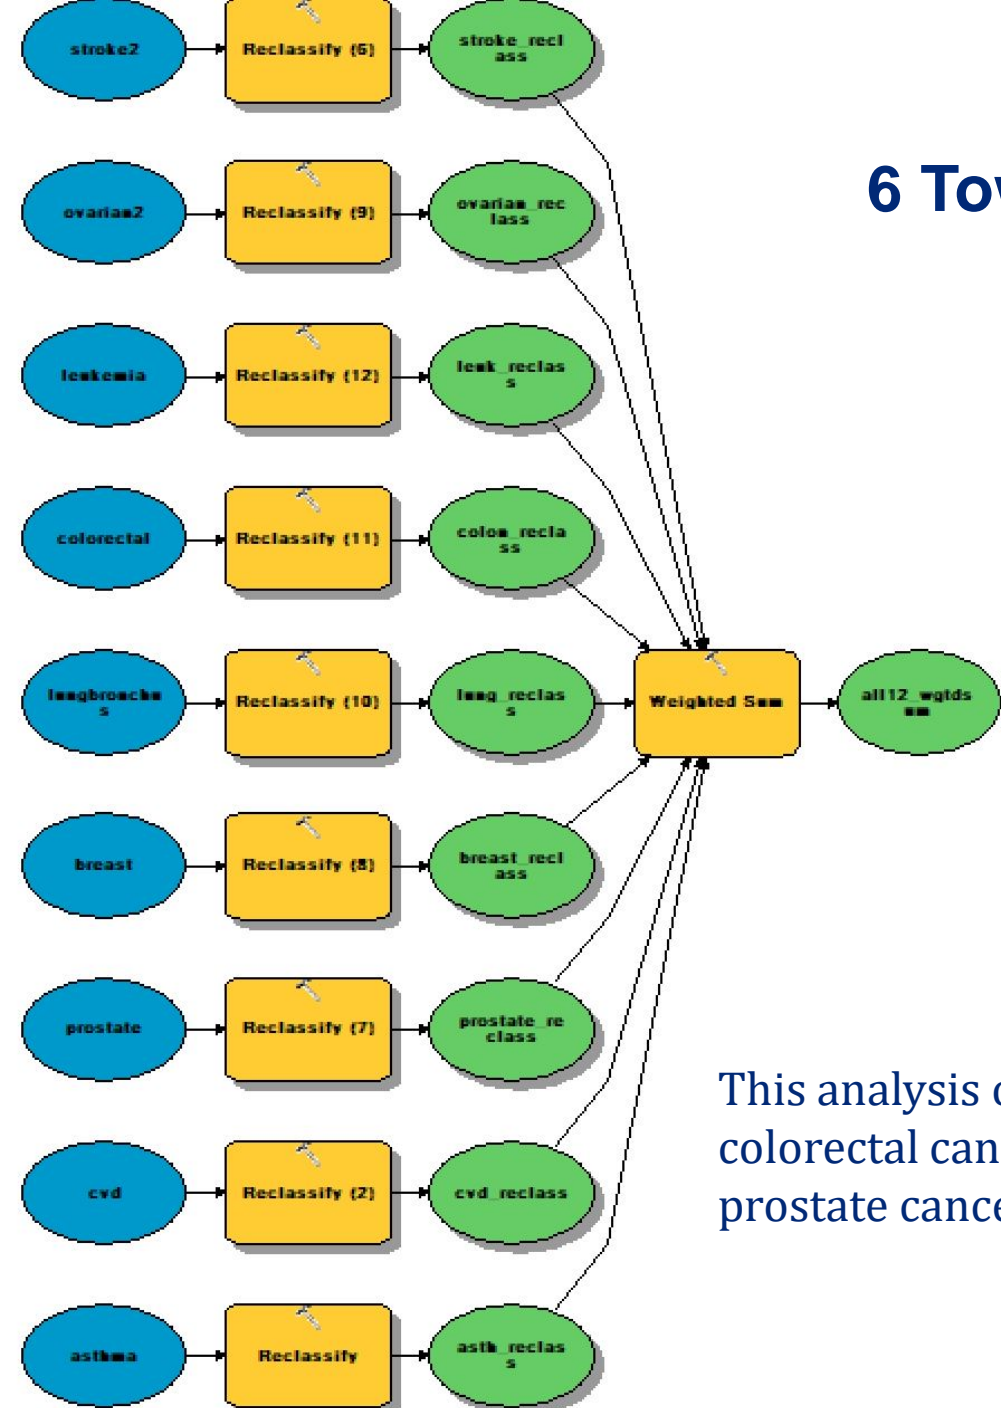 stroke2
Reclassify (6)
stroke_recl
ass
6 Tov
ovarian2
Reclassify (9)
ovarian_rec
lass
leukemia
Reclassify (12)
leuk_reclas
s
colorectal
Reclassify (11)
colon_recla
ss
lungbronchu
s
Reclassify (10)
lung_reclas
s
Weighted Sum
all12_wgtds
um
breast
Reclassify (8)
breast_recl
ass
prostate
Reclassify (7)
prostate_re
class
This analysis
colorectal can
prostate cance
cvd
Reclassify (2)
cvd_reclass
asthma
Reclassify
asth_reclas
s